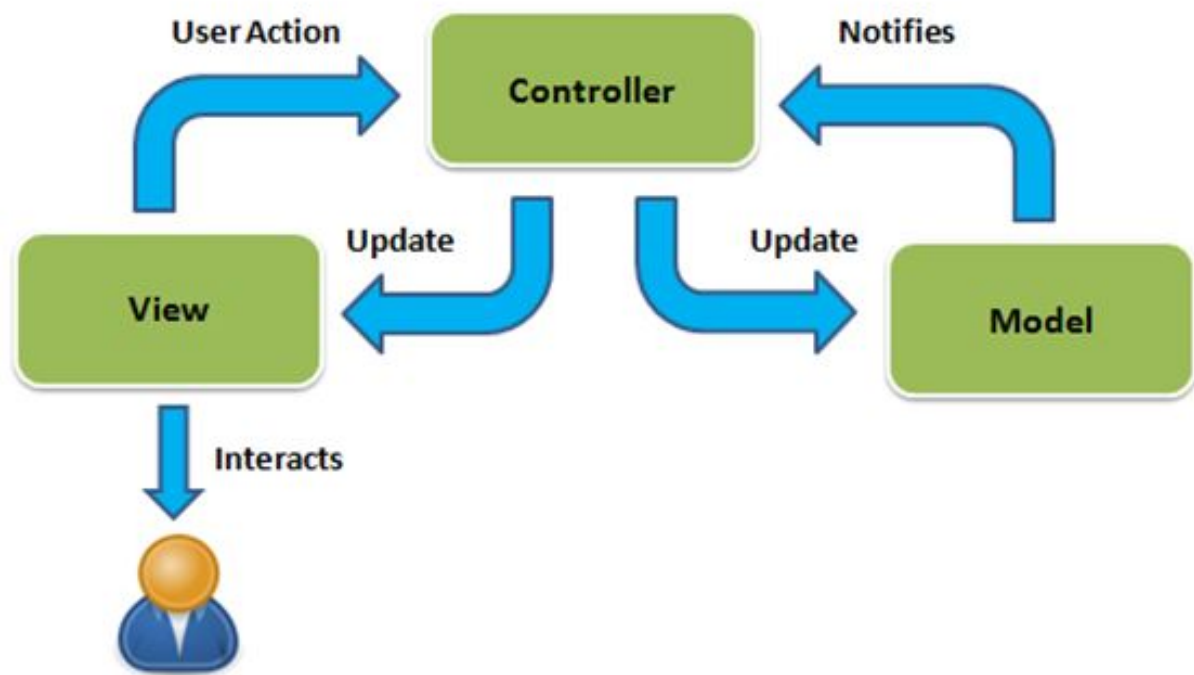 User Action
Notifies
Controller
Update
Update
View
Model
Interacts